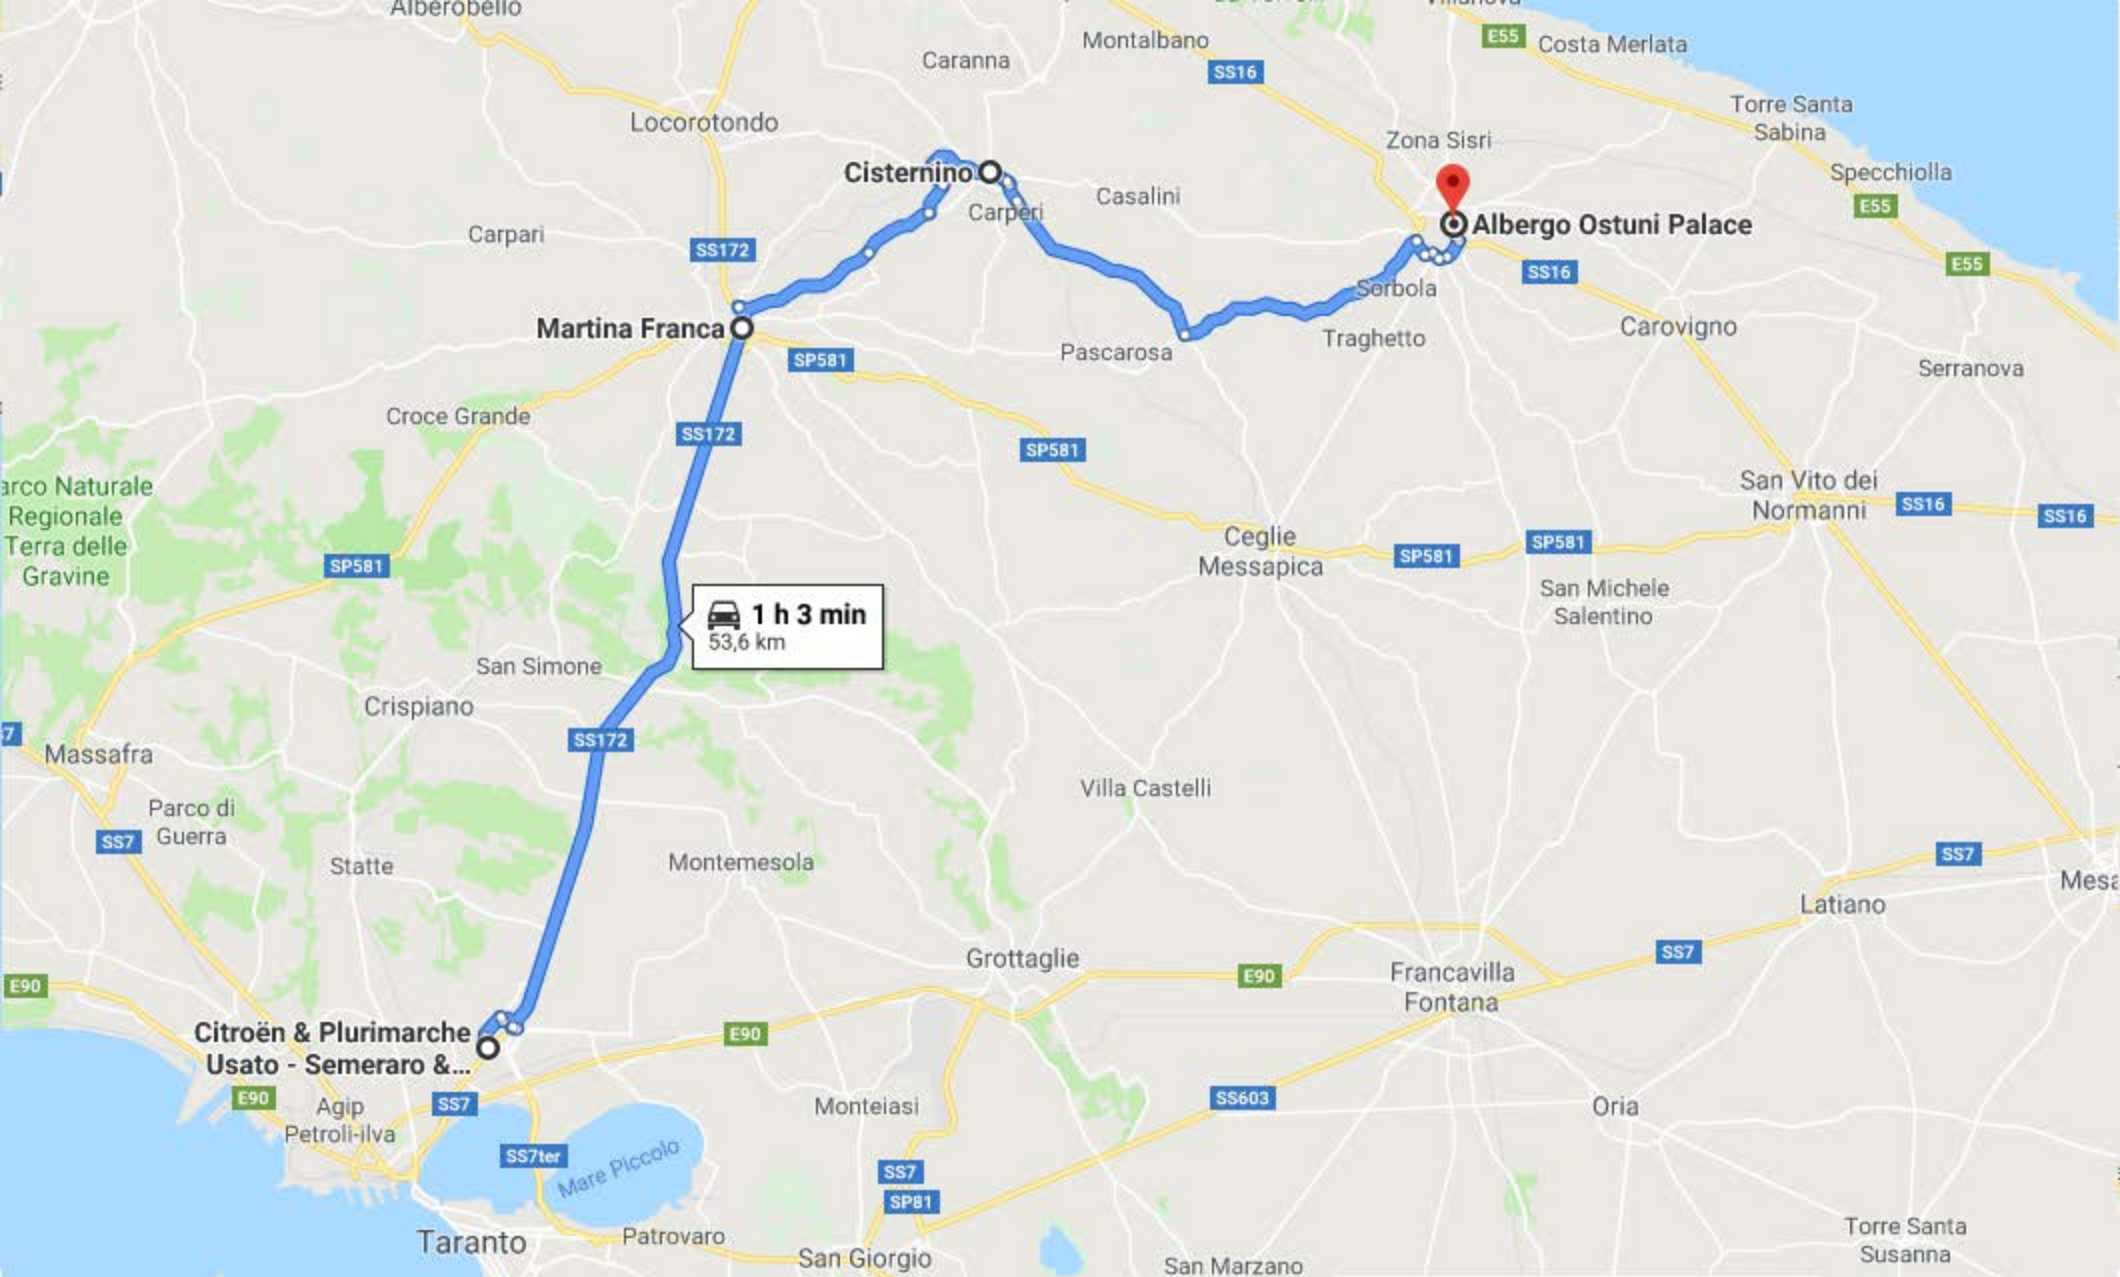 Alberobello
Montalbano
E55
Costa Merlata
Caranna
SS16
Torre Santa
Sabina
Locorotondo
Zona Sisri
Cisternino
Casalini
Specchiolla
E55
Carperi
Albergo Ostuni Palace
Carpari
SS172
SS16
E55
Sorbola
Martina Franca
Carovigno
Traghetto
SP581
Pascarosa
Serranova
Croce Grande
SS172
SP581
arco Naturale
Regionale
Terra delle
Gravine
San Vito dei
Normanni
SS16
SS16
Ceglie
Messapica
SP581
SP581
SP581
San Michele
Salentino
1 h 3 min
53,6 km
San Simone
Crispiano
7
SS172
Massafra
Villa Castelli
Parco di
Guerra
SS7
Statte
Montemesola
SS7
Mesa
Latiano
Grottaglie
E90
SS7
E90
Francavilla
Fontana
Citroën & Plurimarche
Usato - Semeraro &...
E90
E90
SS7
Agip
Petroli-ilva
Monteiasi
SS603
Oria
SS7ter
Mare Piccolo
SS7
SP81
Taranto
Patrovaro
San Giorgio
San Marzano
Torre Santa
Susanna